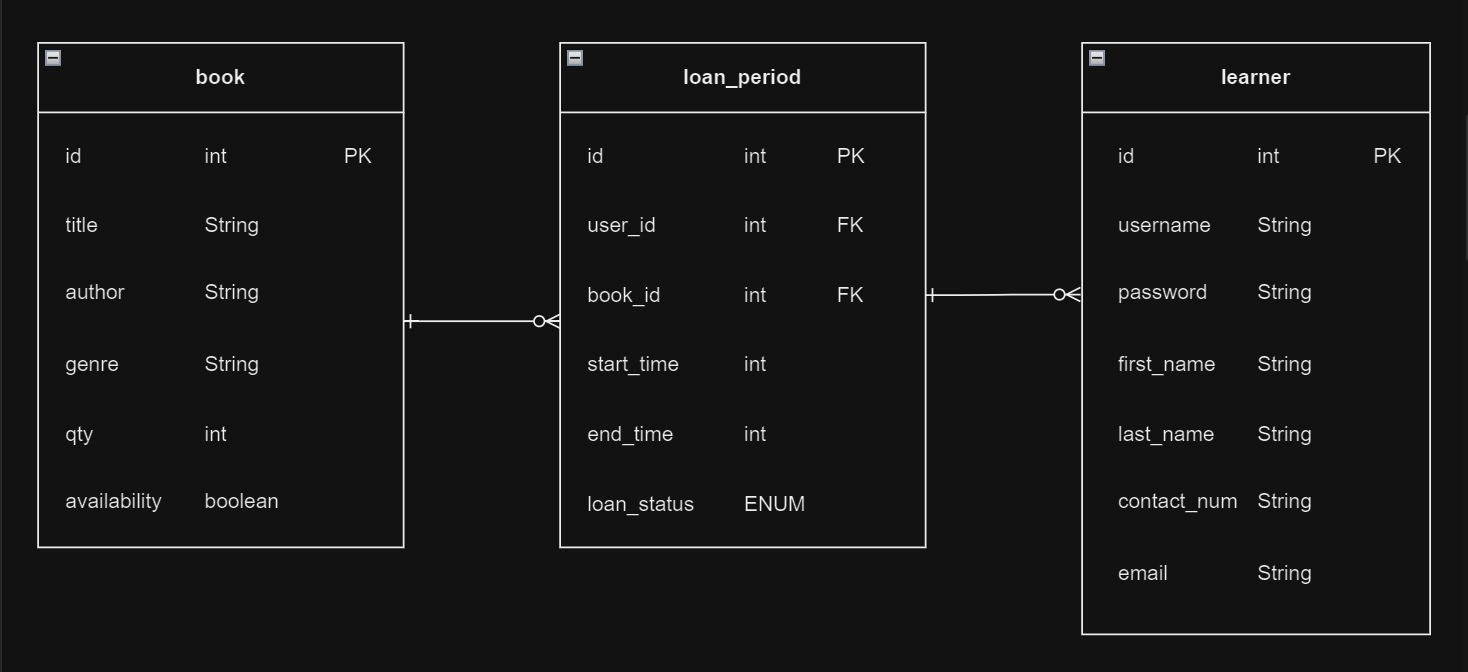 book
id int PK
title String
author String
genre String
qty int
availability boolean
loan_period
id int PK
user_id int FK
book_id int FK
start_time int
end_time int
loan_status ENUM
learner
id int PK
username String
password String
first_name String
last_name String
contact_num String
email String